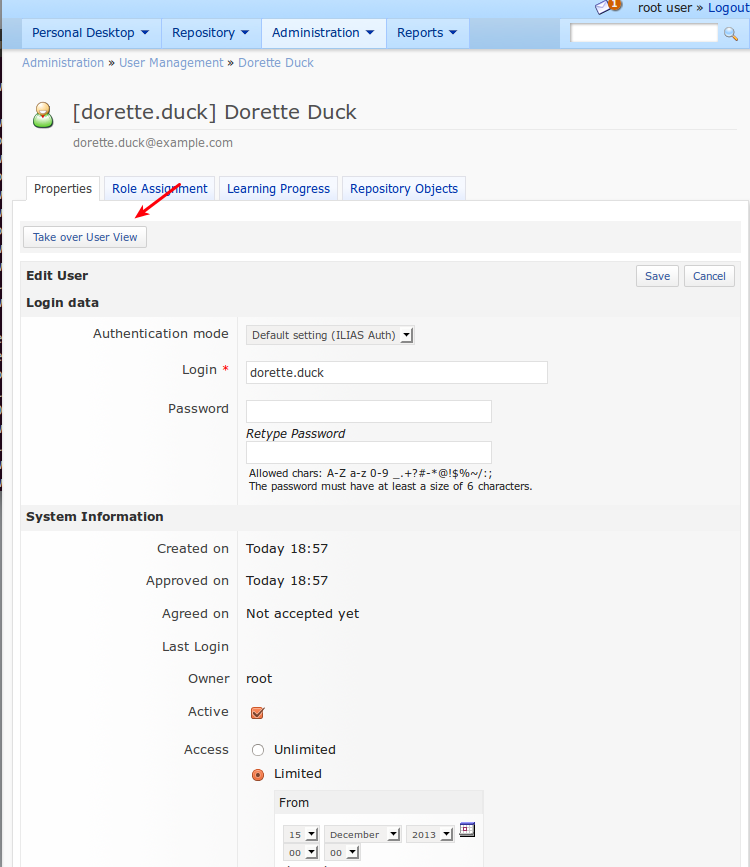 1 root user » Logout
Personal Desktop Repository Administration Reports
Administration » User Management » Dorette Duck
[dorette.duck] Dorette Duck
dorette.duck@example.com
Properties Role Assignment Learning Progress Repository Objects
Take over User View
Edit User Save Cancel
Login data
Authentication mode Default setting (ILIAS Auth)
Login * dorette.duck
Password
Retype Password
Allowed chars: A-Z a-z 0-9 _.+?#-*@!$%~/:;
The password must have at least a size of 6 characters.
System Information
Created on Today 18:57
Approved on Today 18:57
Agreed on Not accepted yet
Last Login
Owner root
Active
Access Unlimited
Limited
From
15 December 2013
00 00